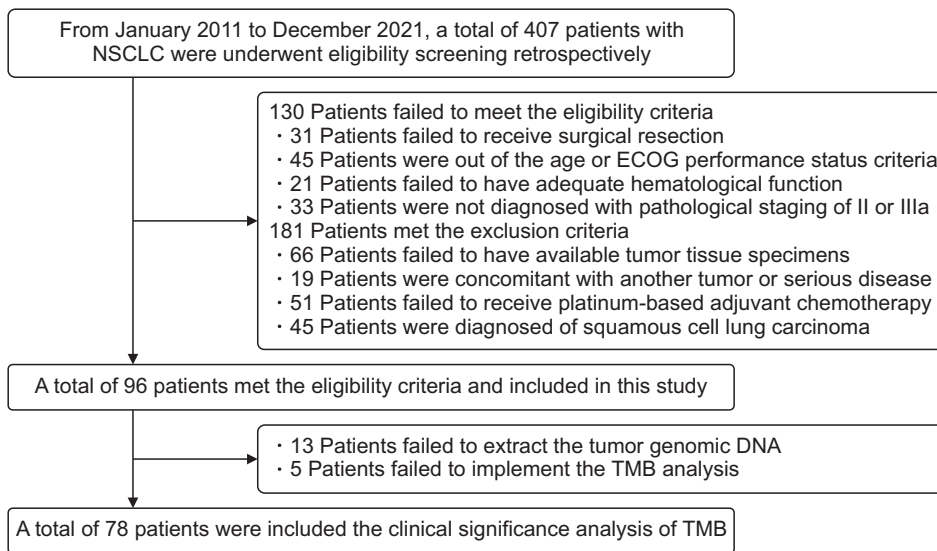 From January 2011 to December 2021, a total of 407 patients with
NSCLC were underwent eligibility screening retrospectively
130 Patients failed to meet the eligibility criteria
· 31 Patients failed to receive surgical resection
· 45 Patients were out of the age or ECOG performance status criteria
· 21 Patients failed to have adequate hematological function
· 33 Patients were not diagnosed with pathological staging of II or IIIa
181 Patients met the exclusion criteria
· 66 Patients failed to have available tumor tissue specimens
· 19 Patients were concomitant with another tumor or serious disease
· 51 Patients failed to receive platinum-based adjuvant chemotherapy
· 45 Patients were diagnosed of squamous cell lung carcinoma
A total of 96 patients met the eligibility criteria and included in this study
· 13 Patients failed to extract the tumor genomic DNA
· 5 Patients failed to implement the TMB analysis
A total of 78 patients were included the clinical significance analysis of TMB